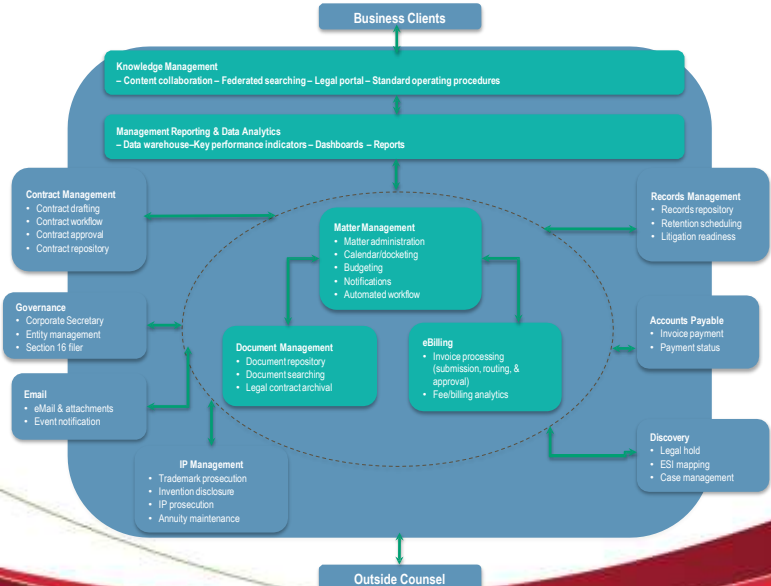 Business Clients
Knowledge Management
– Content collaboration – Federated searching – Legal portal – Standard operating procedures
Management Reporting & Data Analytics
– Data warehouse–Key performance indicators – Dashboards – Reports
Contract Management
• Contract drafting
• Contract workflow
• Contract approval
• Contract repository
Records Management
• Records repository
• Retention scheduling
• Litigation readiness
Matter Management
• Matter administration
• Calendar/docketing
• Budgeting
• Notifications
• Automated workflow
Governance
• Corporate Secretary
• Entity management
• Section 16 filer
Accounts Payable
• Invoice payment
• Payment status
Document Management
• Document repository
• Document searching
• Legal contract archival
eBilling
• Invoice processing
(submission, routing, &
approval)
• Fee/billing analytics
Email
• eMail & attachments
• Event notification
Discovery
• Legal hold
• ESI mapping
• Case management
IP Management
• Trademark prosecution
• Invention disclosure
• IP prosecution
• Annuity maintenance
Outside Counsel